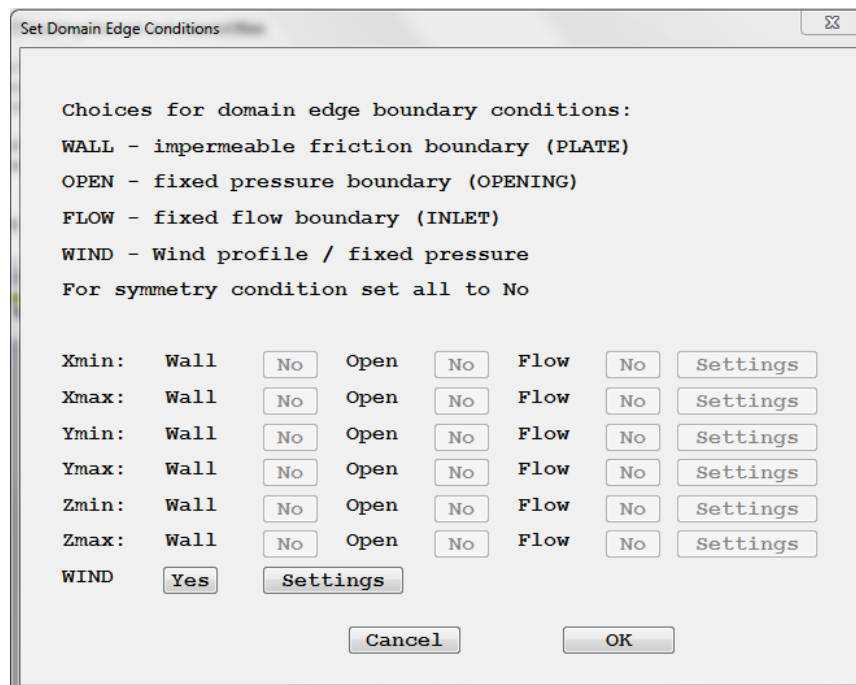 Set Domain Edge Conditions
Choices for domain edge boundary conditions:
WALL - impermeable friction boundary (PLATE)
OPEN - fixed pressure boundary (OPENING)
FLOW - fixed flow boundary (INLET)
WIND - Wind profile / fixed pressure
For symmetry condition set all to No
Xmin: Wall No Open No Flow No Settings
Xmax: Wall No Open No Flow No Settings
Ymin: Wall No Open No Flow No Settings
Ymax: Wall No Open No Flow No Settings
Zmin: Wall No Open No Flow No Settings
Zmax: Wall No Open No Flow No Settings
WIND Yes Settings
Cancel OK